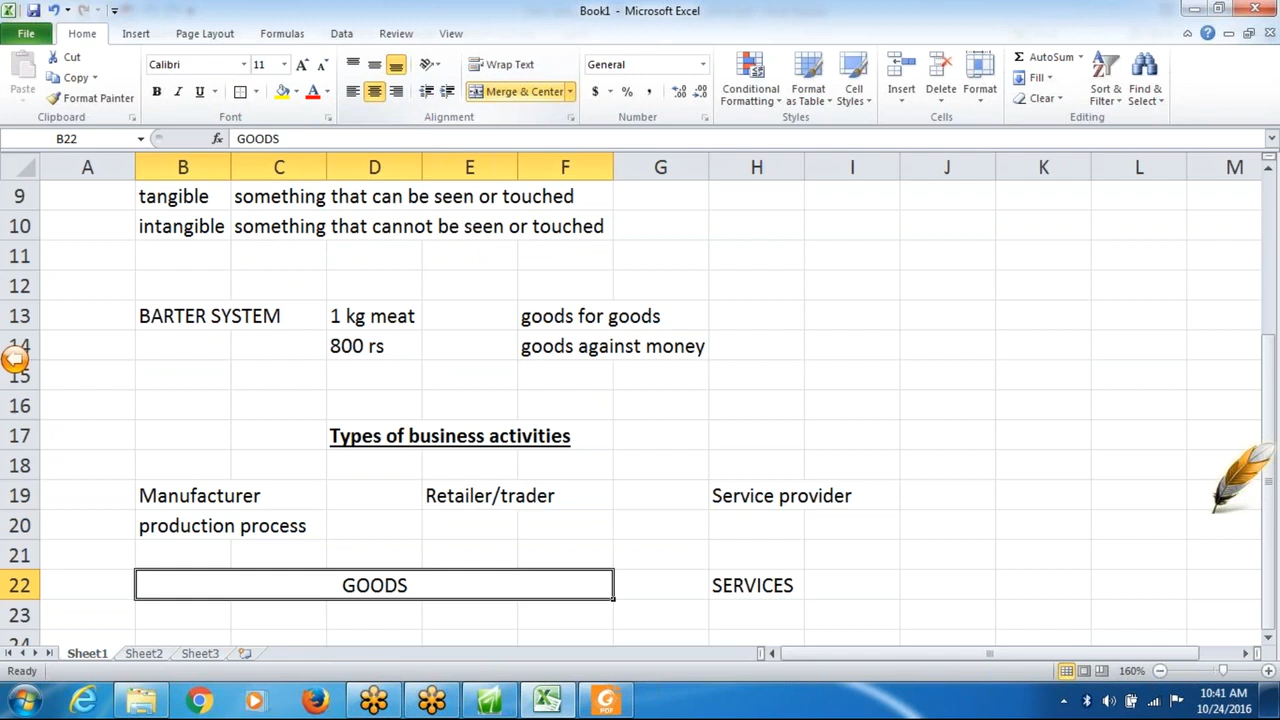 Book1 - Microsoft Excel
File Home Insert Page Layout Formulas Data Review View
Paste Cut Copy Format Painter Clipboard
Calibri 11 Font
Wrap Text Merge & Center Alignment
General Number
Conditional Formatting Format as Table Cell Styles Styles
Insert Delete Format Cells
AutoSum Fill Clear Sort & Filter Find & Select Editing
B22 fx GOODS
A B C D E F G H I J K L M
9 tangible something that can be seen or touched
10 intangible something that cannot be seen or touched
11
12
13 BARTER SYSTEM 1 kg meat goods for goods
14 800 rs goods against money
15
16
17 Types of business activities
18
19 Manufacturer Retailer/trader Service provider
20 production process
21
22 GOODS SERVICES
23
24
Sheet1 Sheet2 Sheet3
Ready 160%
PDF
10:41 AM
10/24/2016